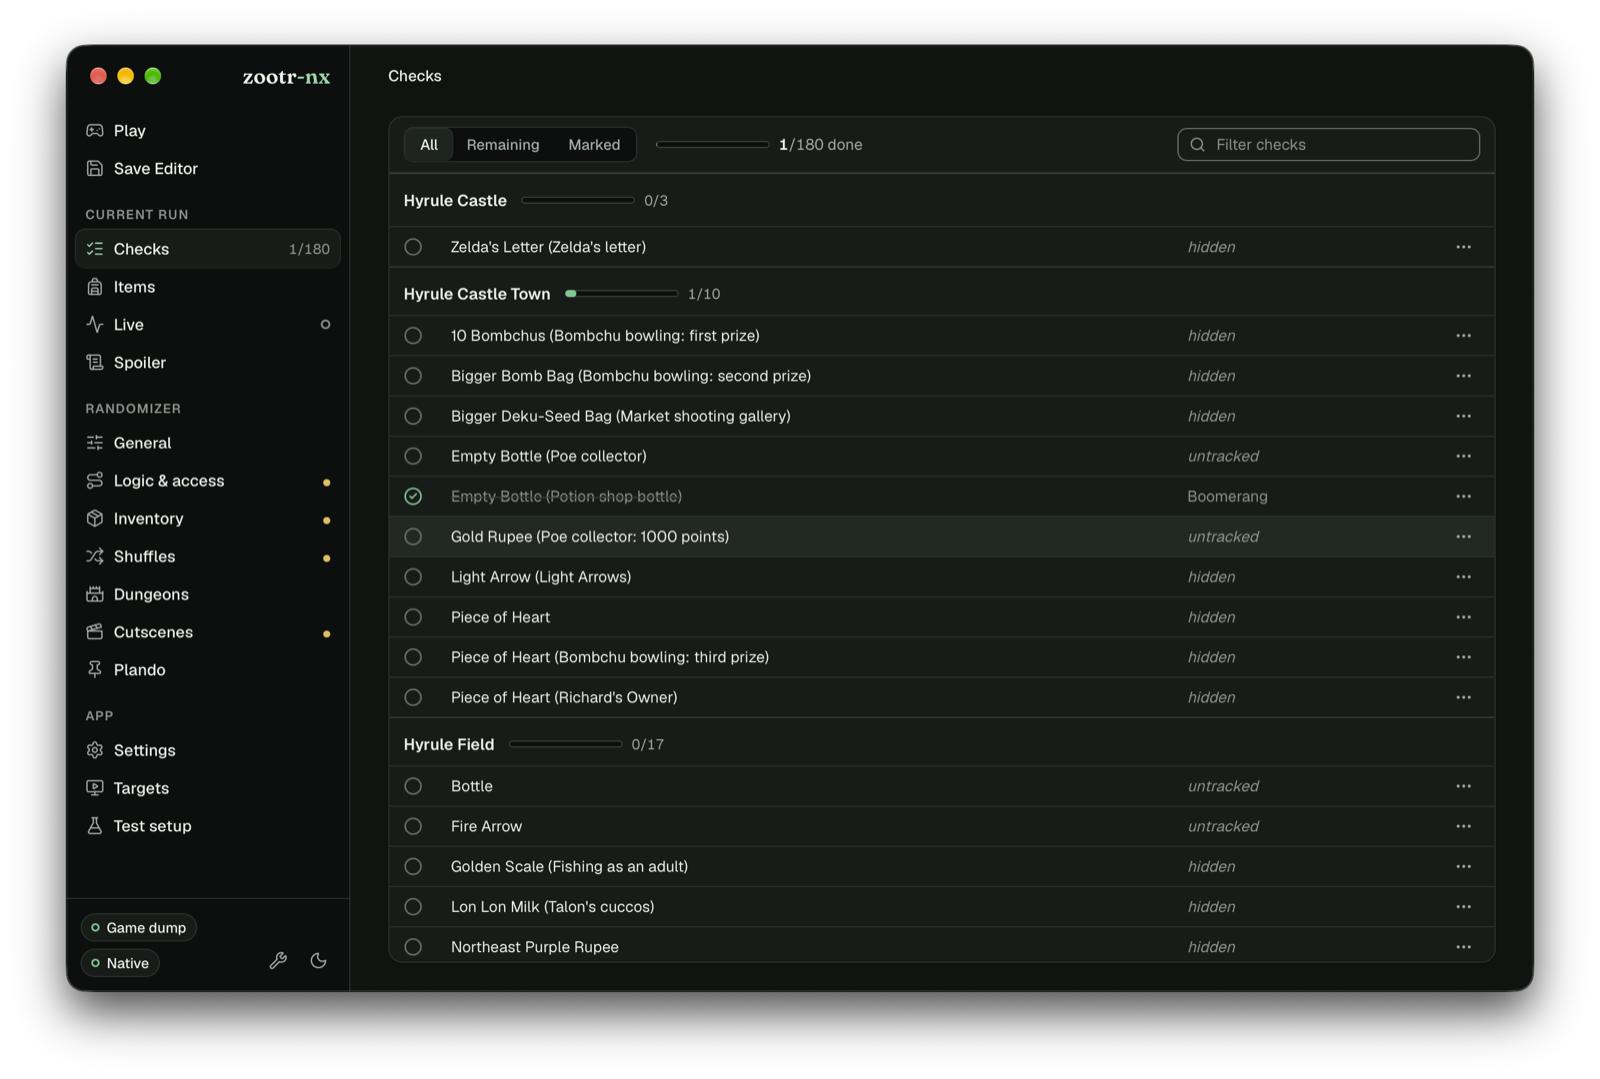 zootr-nx
Play
Save Editor
CURRENT RUN
Checks 1/180
Items
Live
Spoiler
RANDOMIZER
General
Logic & access
Inventory
Shuffles
Dungeons
Cutscenes
Plando
APP
Settings
Targets
Test setup
Game dump
Native
Checks
All Remaining Marked 1/180 done Filter checks
Hyrule Castle 0/3
Zelda's Letter (Zelda's letter) hidden
Hyrule Castle Town 1/10
10 Bombchus (Bombchu bowling: first prize) hidden
Bigger Bomb Bag (Bombchu bowling: second prize) hidden
Bigger Deku-Seed Bag (Market shooting gallery) hidden
Empty Bottle (Poe collector) untracked
Empty Bottle (Potion shop bottle) Boomerang
Gold Rupee (Poe collector: 1000 points) untracked
Light Arrow (Light Arrows) hidden
Piece of Heart hidden
Piece of Heart (Bombchu bowling: third prize) hidden
Piece of Heart (Richard's Owner) hidden
Hyrule Field 0/17
Bottle untracked
Fire Arrow untracked
Golden Scale (Fishing as an adult) hidden
Lon Lon Milk (Talon's cuccos) hidden
Northeast Purple Rupee hidden